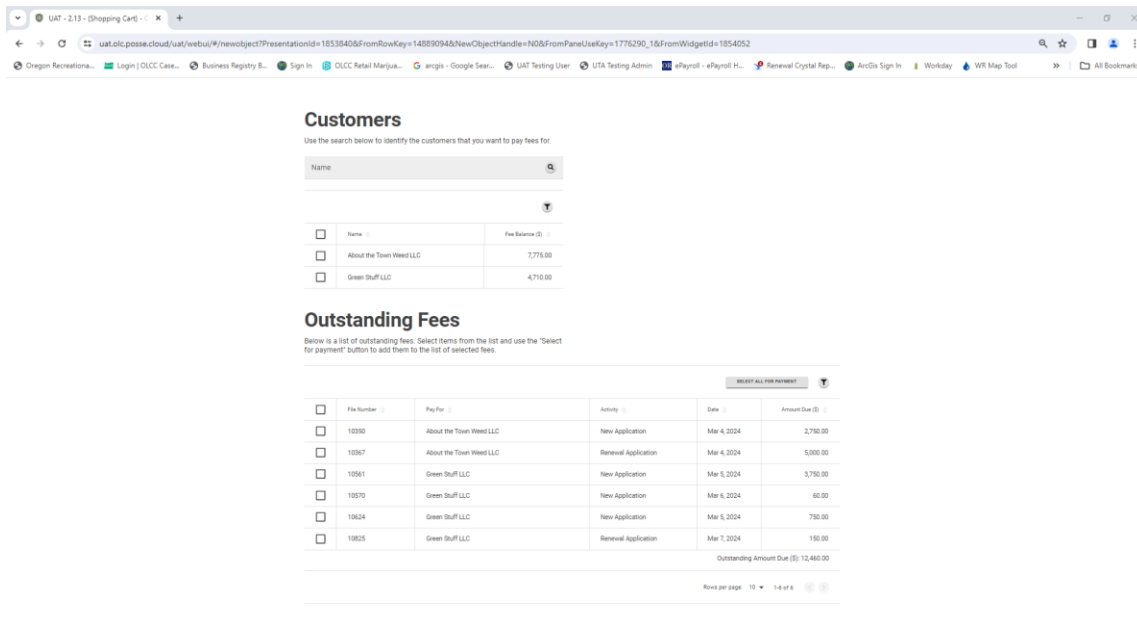 UAT - 2.13 - (Shopping Cart) - C
uat.olc.posse.cloud/uat/webui/#/newobject?PresentationId=1853840&FromRowKey=14889094&NewObjectHandle=N0&FromPaneUseKey=1776290_1&FromWidgetId=1854052
Oregon Recreationa... Login | OLCC Case... Business Registry B... Sign In OLCC Retail Marijua... arcgis - Google Sear... UAT Testing User UTA Testing Admin ePayroll - ePayroll H... Renewal Crystal Rep... ArcGis Sign In Workday WR Map Tool » All Bookmark
Customers
Use the search below to identify the customers that you want to pay fees for.
Name
Name Fee Balance ($)
About the Town Weed LLC 7,775.00
Green Stuff LLC 4,710.00
Outstanding Fees
Below is a list of outstanding fees. Select items from the list and use the "Select
for payment" button to add them to the list of selected fees.
SELECT ALL FOR PAYMENT
File Number Pay For Activity Date Amount Due ($)
10350 About the Town Weed LLC New Application Mar 4, 2024 2,750.00
10367 About the Town Weed LLC Renewal Application Mar 4, 2024 5,000.00
10561 Green Stuff LLC New Application Mar 5, 2024 3,750.00
10570 Green Stuff LLC New Application Mar 6, 2024 60.00
10624 Green Stuff LLC New Application Mar 5, 2024 750.00
10825 Green Stuff LLC Renewal Application Mar 7, 2024 150.00
Outstanding Amount Due ($): 12,460.00
Rows per page: 10 1-6 of 6